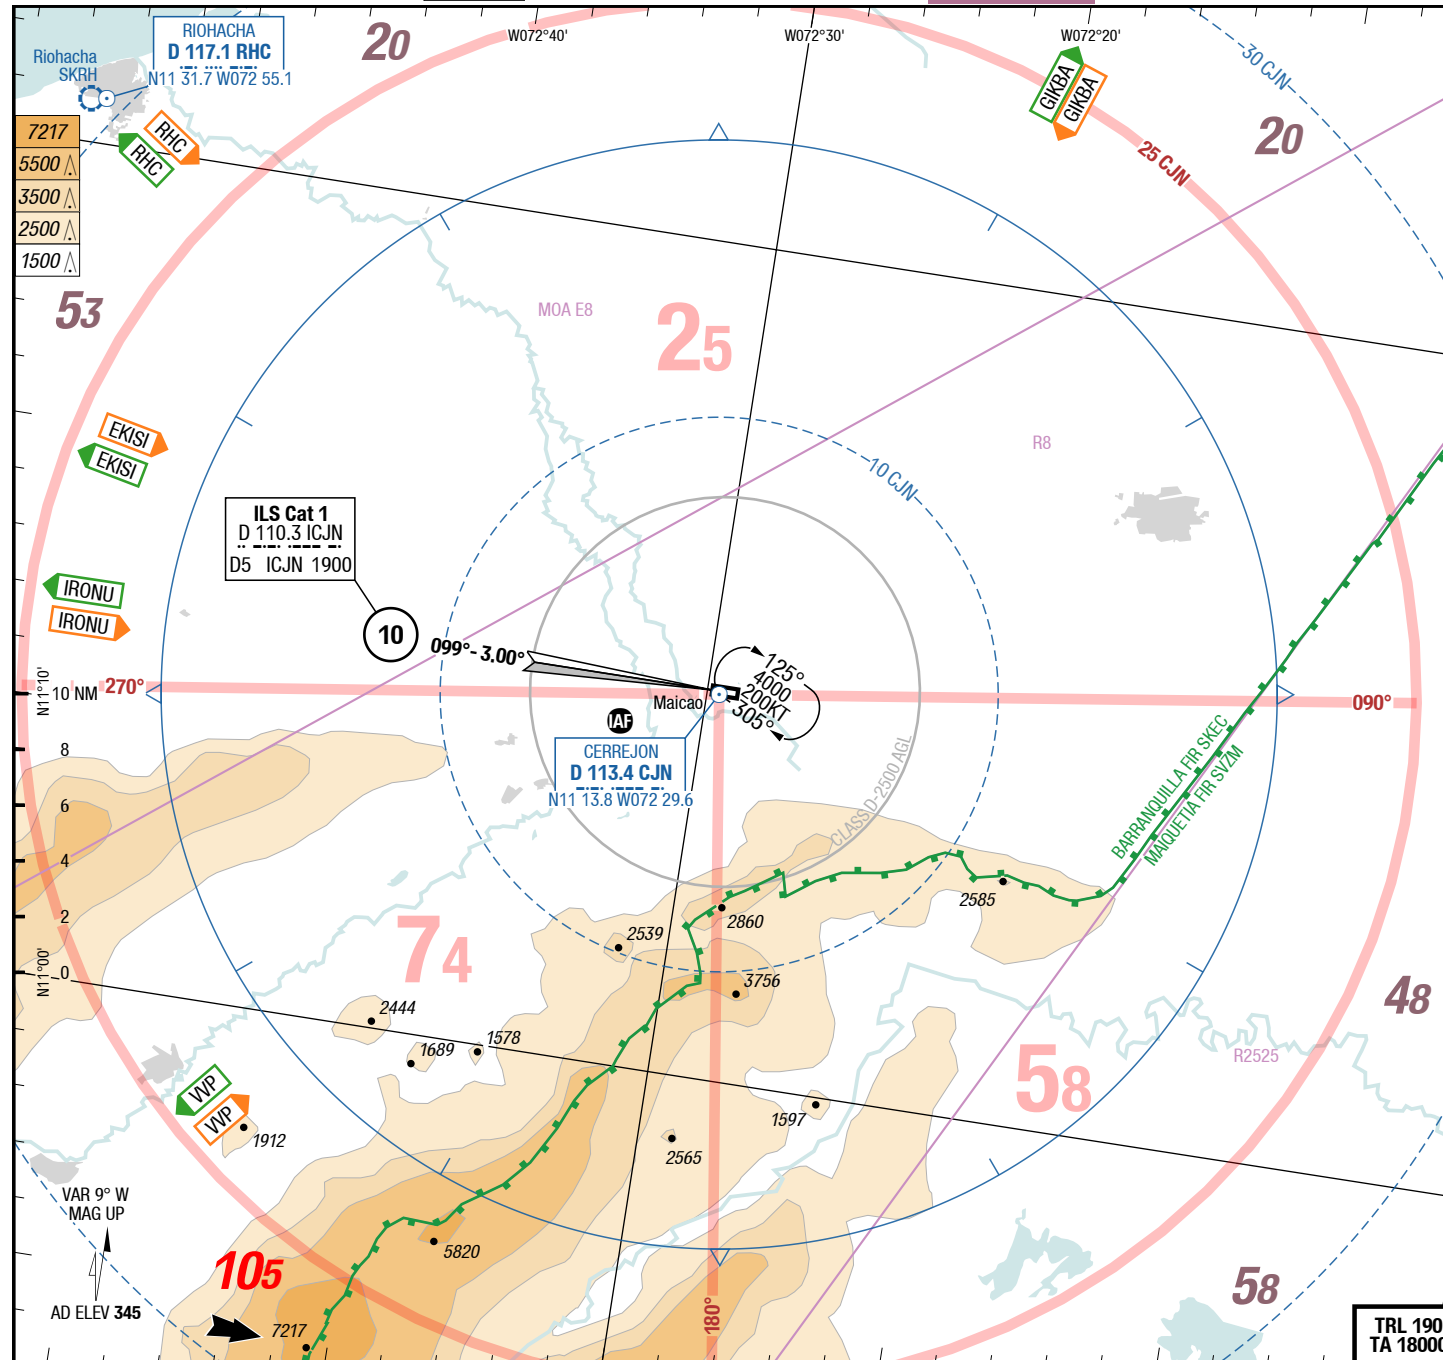 W072°40'
W072°30'
W072°20'
20
RIOHACHA
D 117.1 RHC
N11 31.7 W072 55.1
Riohacha
SKRH
30 CJN
GIKBA
GIKBA
20
25 CJN
7217
5500
3500
2500
1500
RHC
RHC
53
MOA E8
25
R8
EKISI
EKISI
10 CJN
ILS Cat 1
D 110.3 ICJN
D5 ICJN 1900
IRONU
IRONU
10
099°- 3.00°
125°
4000
200KT
305°
Maicao
N11°10'
10 NM
270°
090°
IAF
CERREJON
D 113.4 CJN
N11 13.8 W072 29.6
CLASS D-2500 AGL
BARRANQUILLA FIR SKEC
MAIQUETIA FIR SVZM
8
6
4
2
0
N11°00'
2585
2860
2539
74
3756
48
2444
1578
1689
R2525
58
1597
VVP
VVP
1912
2565
VAR 9° W
MAG UP
5820
105
AD ELEV 345
7217
180°
58
TRL 190
TA 18000